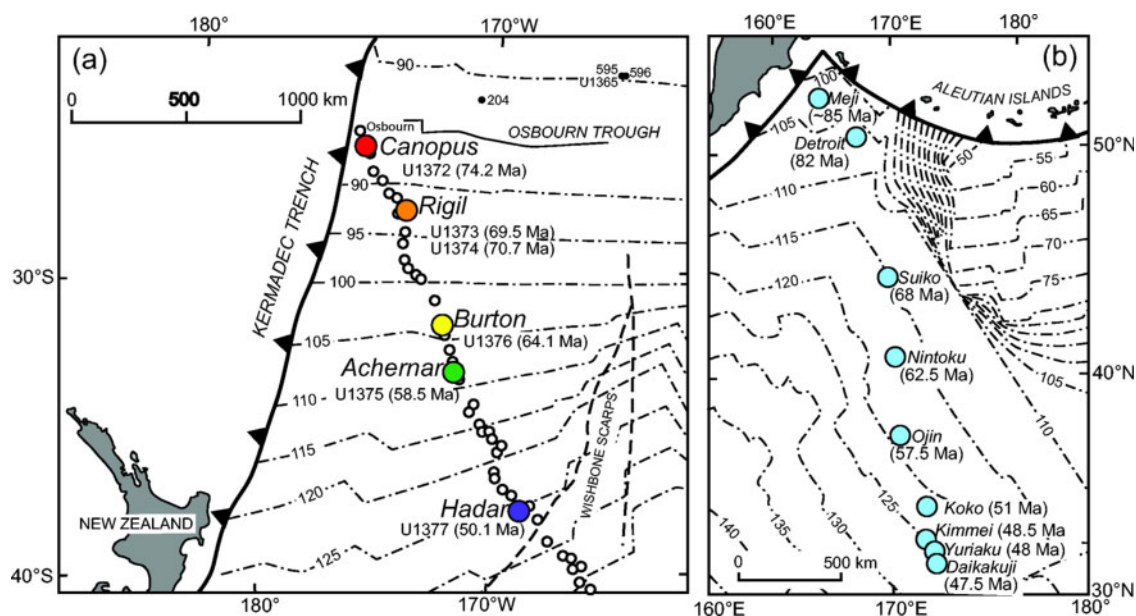 (a)
180°
170°W
0
500
1000 km
90
595
596
U1365
204
Osbourn
OSBOURN TROUGH
Canopus
U1372 (74.2 Ma)
90
Rigil
U1373 (69.5 Ma)
U1374 (70.7 Ma)
95
KERMADEC TRENCH
30°S
100
Burton
U1376 (64.1 Ma)
105
Achernar
U1375 (58.5 Ma)
110
115
WISHBONE SCARPS
120
Hadar
U1377 (50.1 Ma)
NEW ZEALAND
125
40°S
180°
170°W
(b)
160°E
170°E
180°
100
ALEUTIAN ISLANDS
Meji
(~85 Ma)
105
Detroit
(82 Ma)
50
50°N
55
110
60
65
115
70
Suiko
(68 Ma)
120
75
Nintoku
(62.5 Ma)
105
40°N
110
Ojin
(57.5 Ma)
125
Koko (51 Ma)
Kimmei (48.5 Ma
Yuriaku (48 Ma)
Daikakuji
(47.5 Ma)
130
135
140
0
500 km
30°N
160°E
170°E
180°